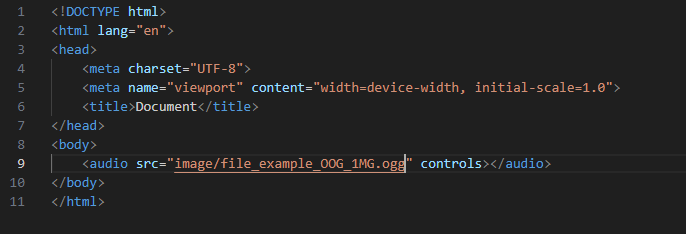 1 <!DOCTYPE html>
2 <html lang="en">
3 <head>
4     <meta charset="UTF-8">
5     <meta name="viewport" content="width=device-width, initial-scale=1.0">
6     <title>Document</title>
7 </head>
8 <body>
9     <audio src="image/file_example_OOG_1MG.ogg" controls></audio>
10 </body>
11 </html>